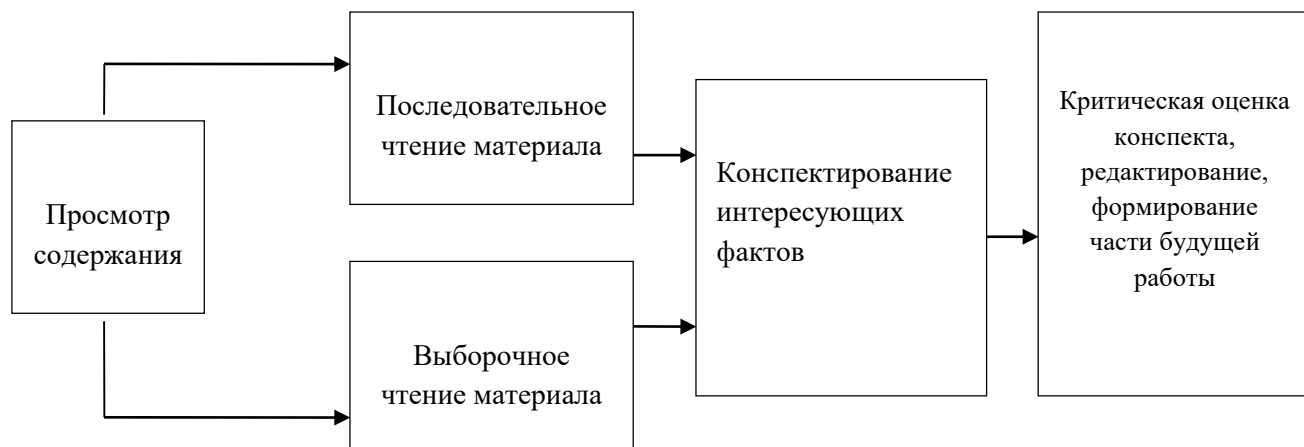 Просмотр
содержания
Последовательное
чтение материала
Выборочное
чтение материала
Конспектирование
интересующих
фактов
Критическая оценка
конспекта,
редактирование,
формирование
части будущей
работы